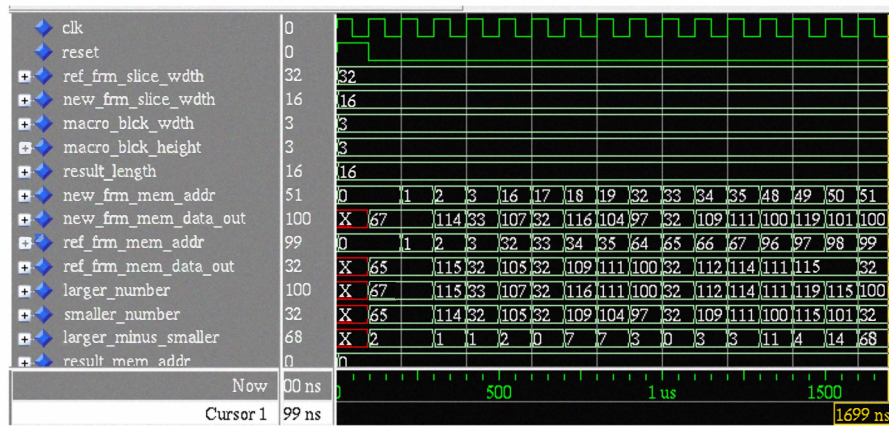 clk 0
reset 0
ref_frm_slice_wdth 32 32
new_frm_slice_wdth 16 16
macro_blck_wdth 3 3
macro_blck_height 3 3
result_length 16 16
new_frm_mem_addr 51 0 1 2 3 16 17 18 19 32 33 34 35 48 49 50 51
new_frm_mem_data_out 100 X 67 114 33 107 32 116 104 97 32 109 111 100 119 101 100
ref_frm_mem_addr 99 0 1 2 3 32 33 34 35 64 65 66 67 96 97 98 99
ref_frm_mem_data_out 32 X 65 115 32 105 32 109 111 100 32 112 114 111 115 32
larger_number 100 X 67 115 33 107 32 116 111 100 32 112 114 111 119 115 100
smaller_number 32 X 65 114 32 105 32 109 104 97 32 109 111 100 115 101 32
larger_minus_smaller 68 X 2 1 1 2 0 7 7 3 0 3 3 11 4 14 68
result_mem_addr 0 0
Now 00 ns 500 1 us 1500
Cursor 1 99 ns 1699 ns